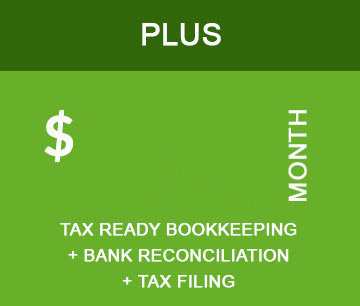 PLUS
$
MONTH
TAX READY BOOKKEEPING
+ BANK RECONCILIATION
+ TAX FILING